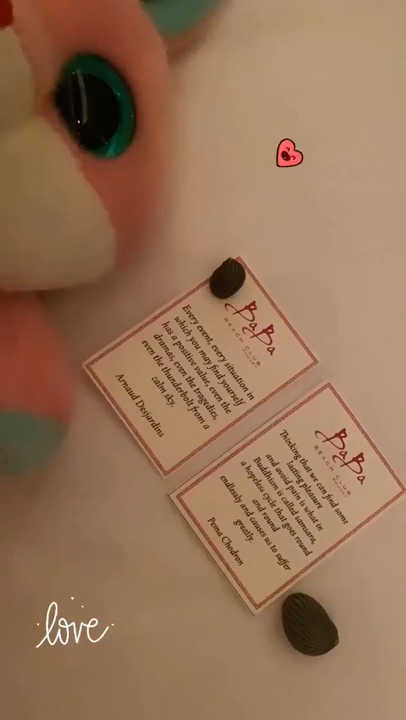 BaBa
BEACH CLUB
Every event, every situation in
which you may find yourself
has a positive value, even the
dramas, even the tragedies,
even the thunderbolt from a
calm sky.
Arnaud Desjardins
BaBa
BEACH CLUB
Thinking that we can find some
lasting pleasure
and avoid pain is what in
Buddhism is called samsara,
a hopeless cycle that goes round
and round
endlessly and causes us to suffer
greatly.
Pema Chodron
love